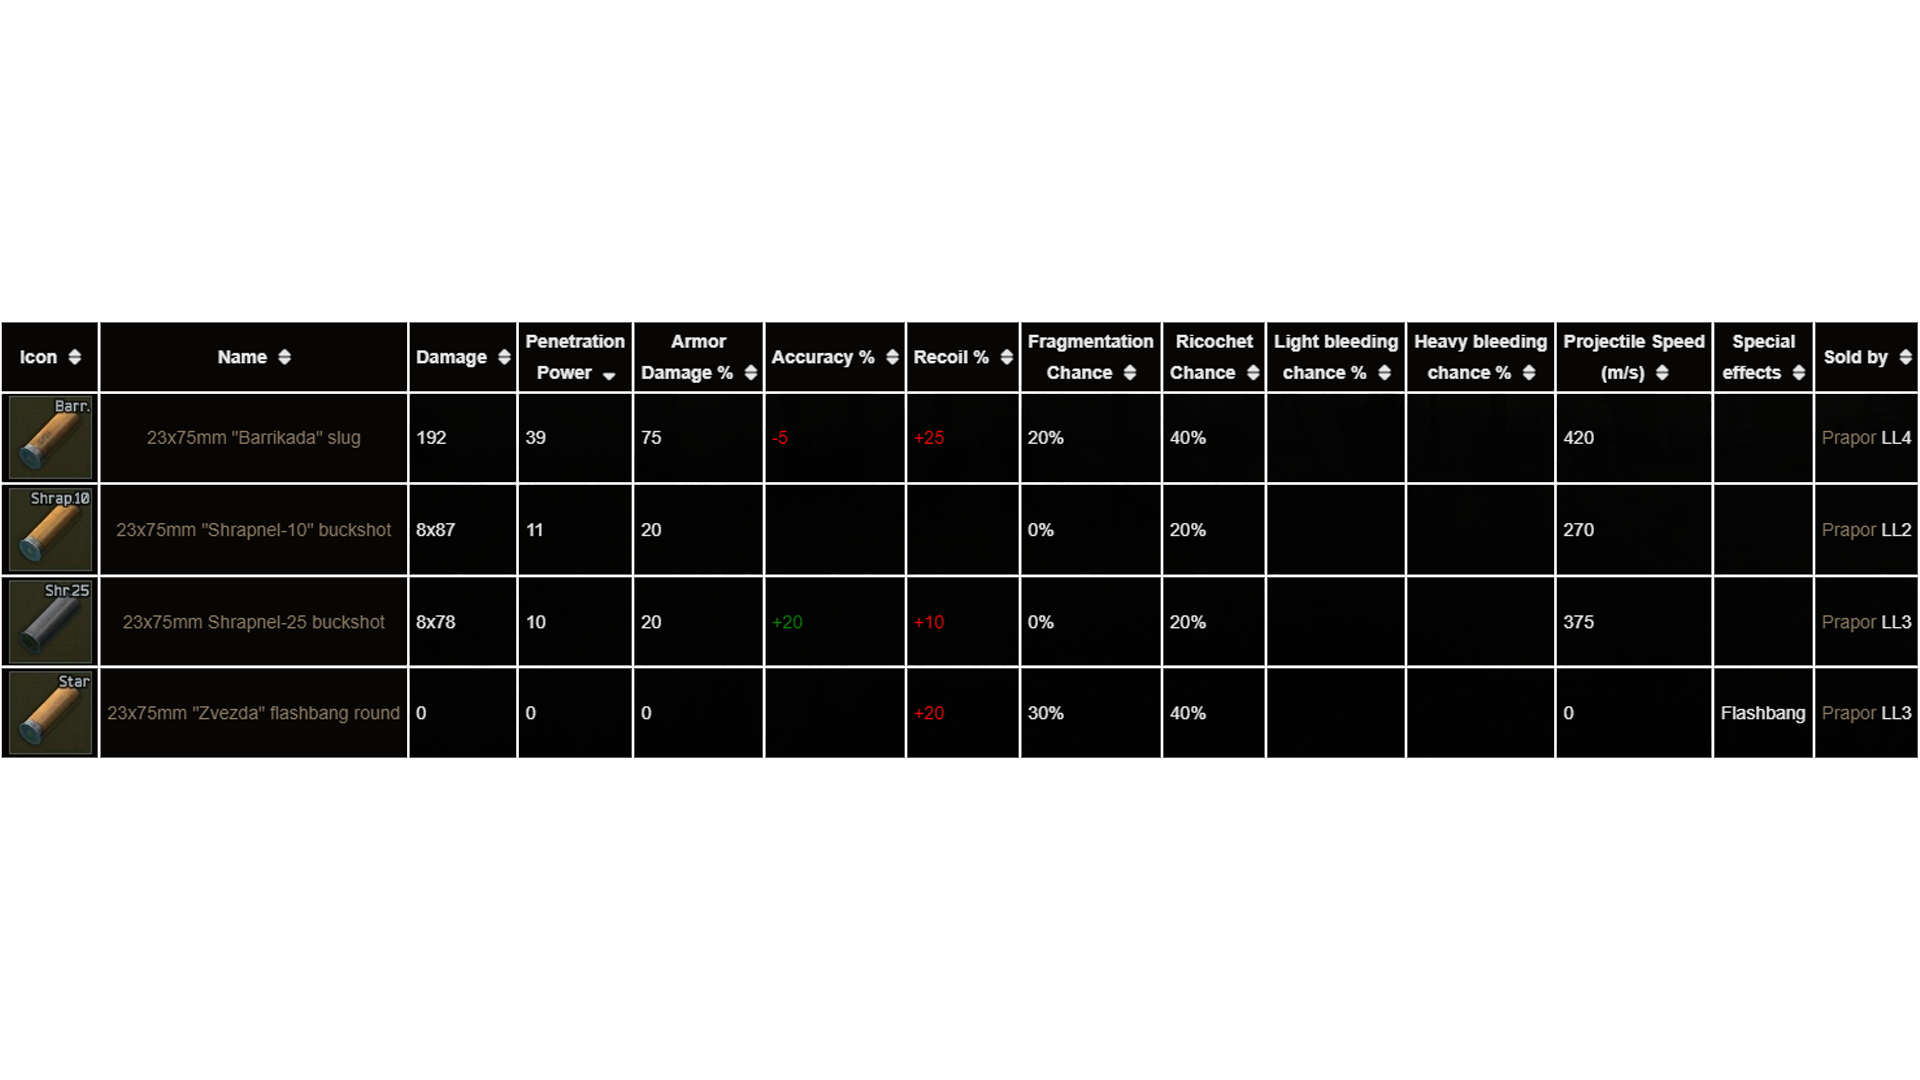 Icon Name Damage Penetration Power Armor Damage % Accuracy % Recoil % Fragmentation Chance Ricochet Chance Light bleeding chance % Heavy bleeding chance % Projectile Speed (m/s) Special effects Sold by
Barr. 23x75mm "Barrikada" slug 192 39 75 -5 +25 20% 40% 420 Prapor LL4
Shrap.10 23x75mm "Shrapnel-10" buckshot 8x87 11 20 0% 20% 270 Prapor LL2
Shr.25 23x75mm Shrapnel-25 buckshot 8x78 10 20 +20 +10 0% 20% 375 Prapor LL3
Star 23x75mm "Zvezda" flashbang round 0 0 0 +20 30% 40% 0 Flashbang Prapor LL3